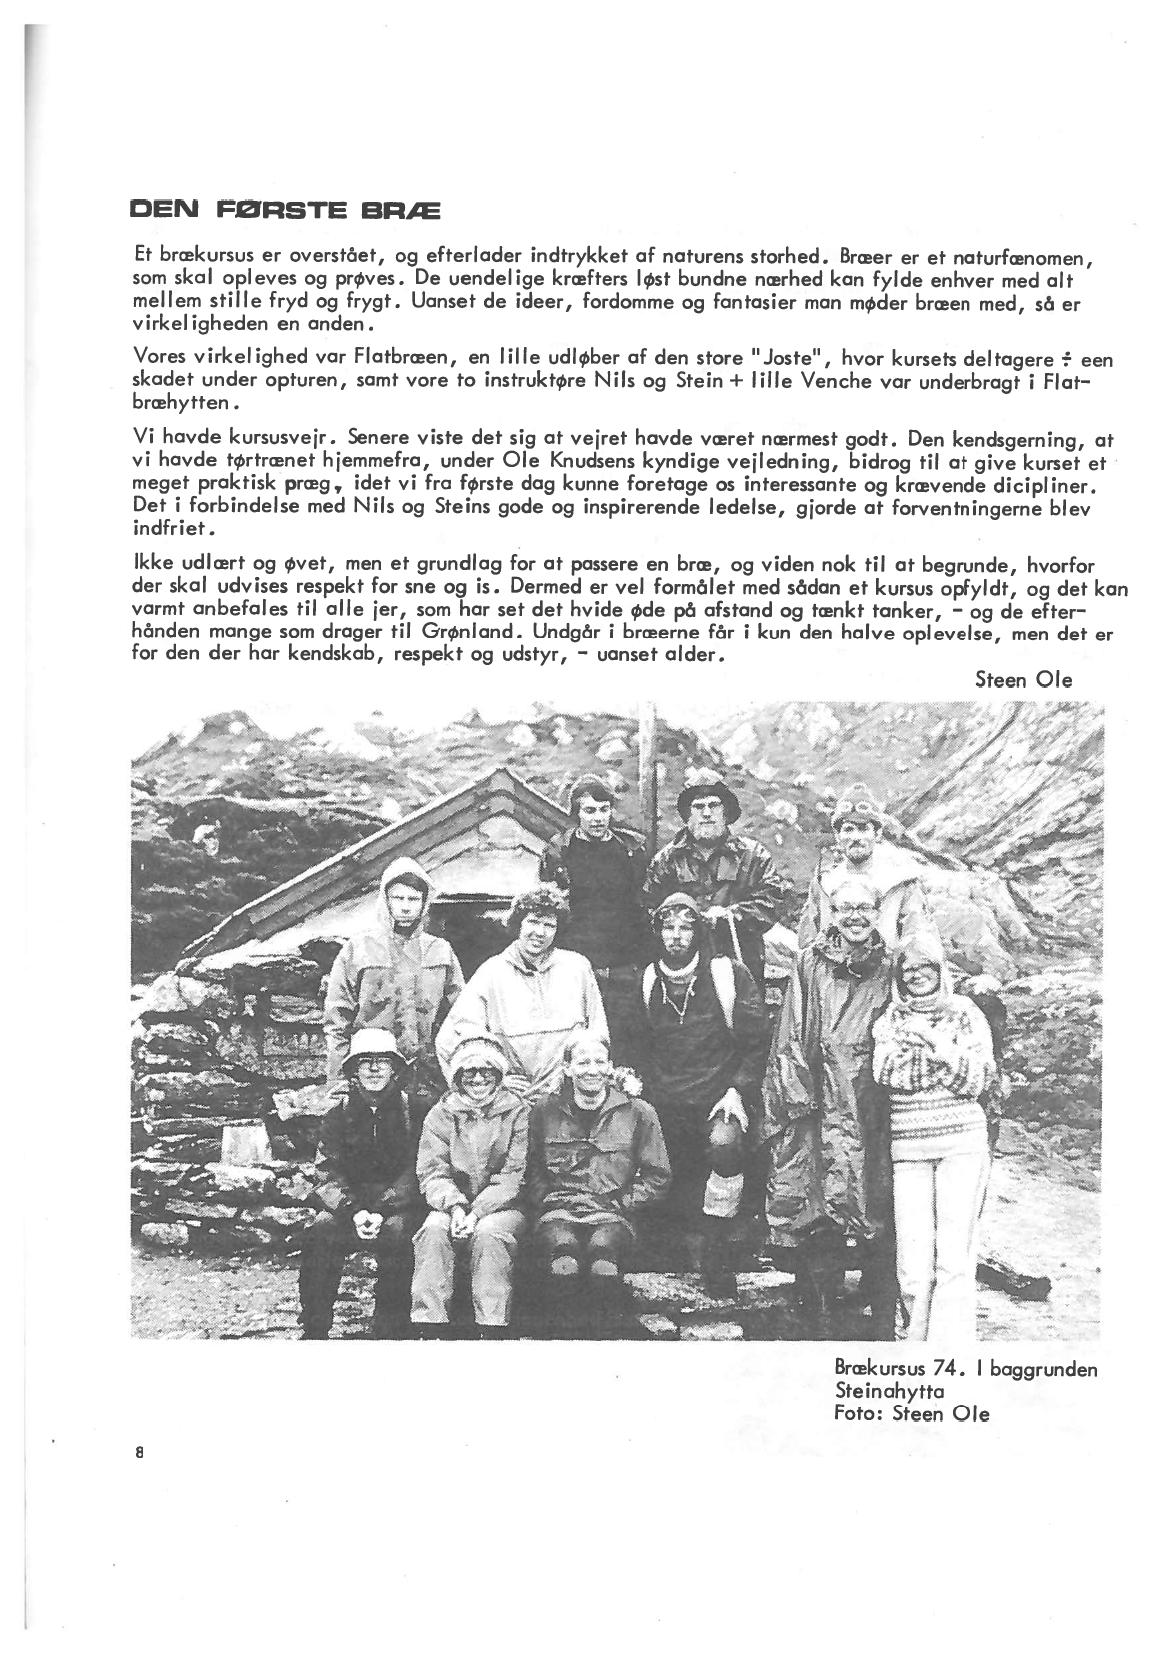 DEN FØRSTE BRÆ
Et brækursus er overstået, og efterlader indtrykket af naturens storhed. Bræer er et naturfænomen,
som skal opleves og prøves. De uendelige kræfters løst bundne nærhed kan fylde enhver med alt
mellem stille fryd og frygt. Uanset de ideer, fordomme og fantasier man møder bræen med, så er
virkeligheden en anden.
Vores virkelighed var Flatbræen, en lille udløber af den store "Joste", hvor kursets deltagere ÷ een
skadet under opturen, samt vore to instruktøre Nils og Stein + lille Venche var underbragt i Flat-
bræhytten.
Vi havde kursusvejr. Senere viste det sig at vejret havde været nærmest godt. Den kendsgerning, at
vi havde tørtrænet hjemmefra, under Ole Knudsens kyndige vejledning, bidrog til at give kurset et
meget praktisk præg, idet vi fra første dag kunne foretage os interessante og krævende dicipliner.
Det i forbindelse med Nils og Steins gode og inspirerende ledelse, gjorde at forventningerne blev
indfriet.
Ikke udlært og øvet, men et grundlag for at passere en bræ, og viden nok til at begrunde, hvorfor
der skal udvises respekt for sne og is. Dermed er vel formålet med sådan et kursus opfyldt, og det kan
varmt anbefales til alle jer, som har set det hvide øde på afstand og tænkt tanker, - og de efter-
hånden mange som drager til Grønland. Undgår i bræerne får i kun den halve oplevelse, men det er
for den der har kendskab, respekt og udstyr, - uanset alder.
Steen Ole
Brækursus 74. I baggrunden
Steinahytta
Foto: Steen Ole
8